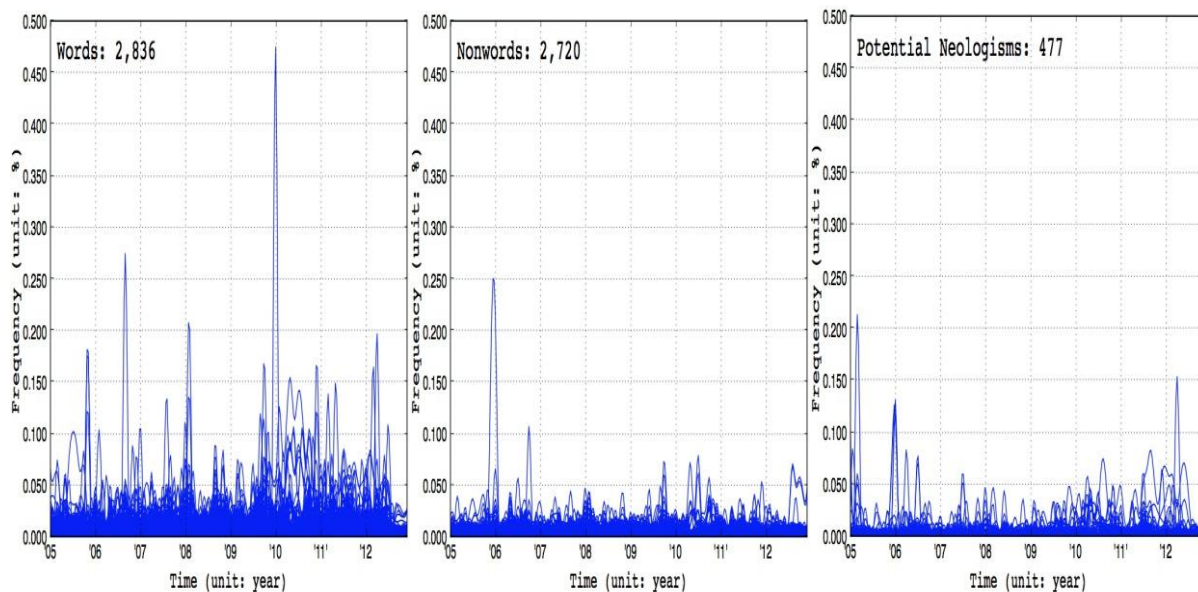 Words: 2,836
Frequency (unit: %)
0.500
0.450
0.400
0.350
0.300
0.250
0.200
0.150
0.100
0.050
0.000
'05 '06 '07 '08 '09 '10 11' '12
Time (unit: year)
Nonwords: 2,720
Frequency (unit: %)
0.500
0.450
0.400
0.350
0.300
0.250
0.200
0.150
0.100
0.050
0.000
'05 '06 '07 '08 '09 '10 11' '12
Time (unit: year)
Potential Neologisms: 477
Frequency (unit: %)
0.500
0.450
0.400
0.350
0.300
0.250
0.200
0.150
0.100
0.050
0.000
'05 '06 '07 '08 '09 '10 11' '12
Time (unit: year)